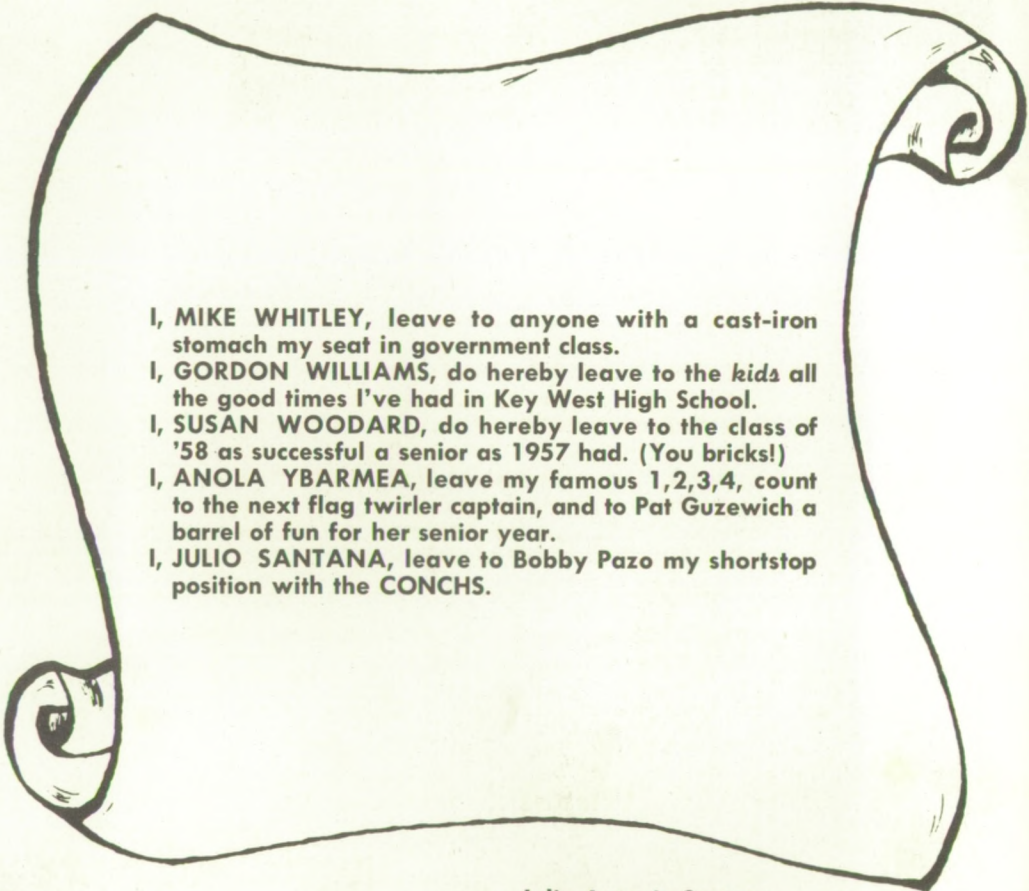 I, MIKE WHITLEY, leave to anyone with a cast-iron
stomach my seat in government class.
I, GORDON WILLIAMS, do hereby leave to the kids all
the good times I've had in Key West High School.
I, SUSAN WOODARD, do hereby leave to the class of
'58 as successful a senior as 1957 had. (You bricks!)
I, ANOLA YBARMEA, leave my famous 1,2,3,4, count
to the next flag twirler captain, and to Pat Guzewich a
barrel of fun for her senior year.
I, JULIO SANTANA, leave to Bobby Pazo my shortstop
position with the CONCHS.